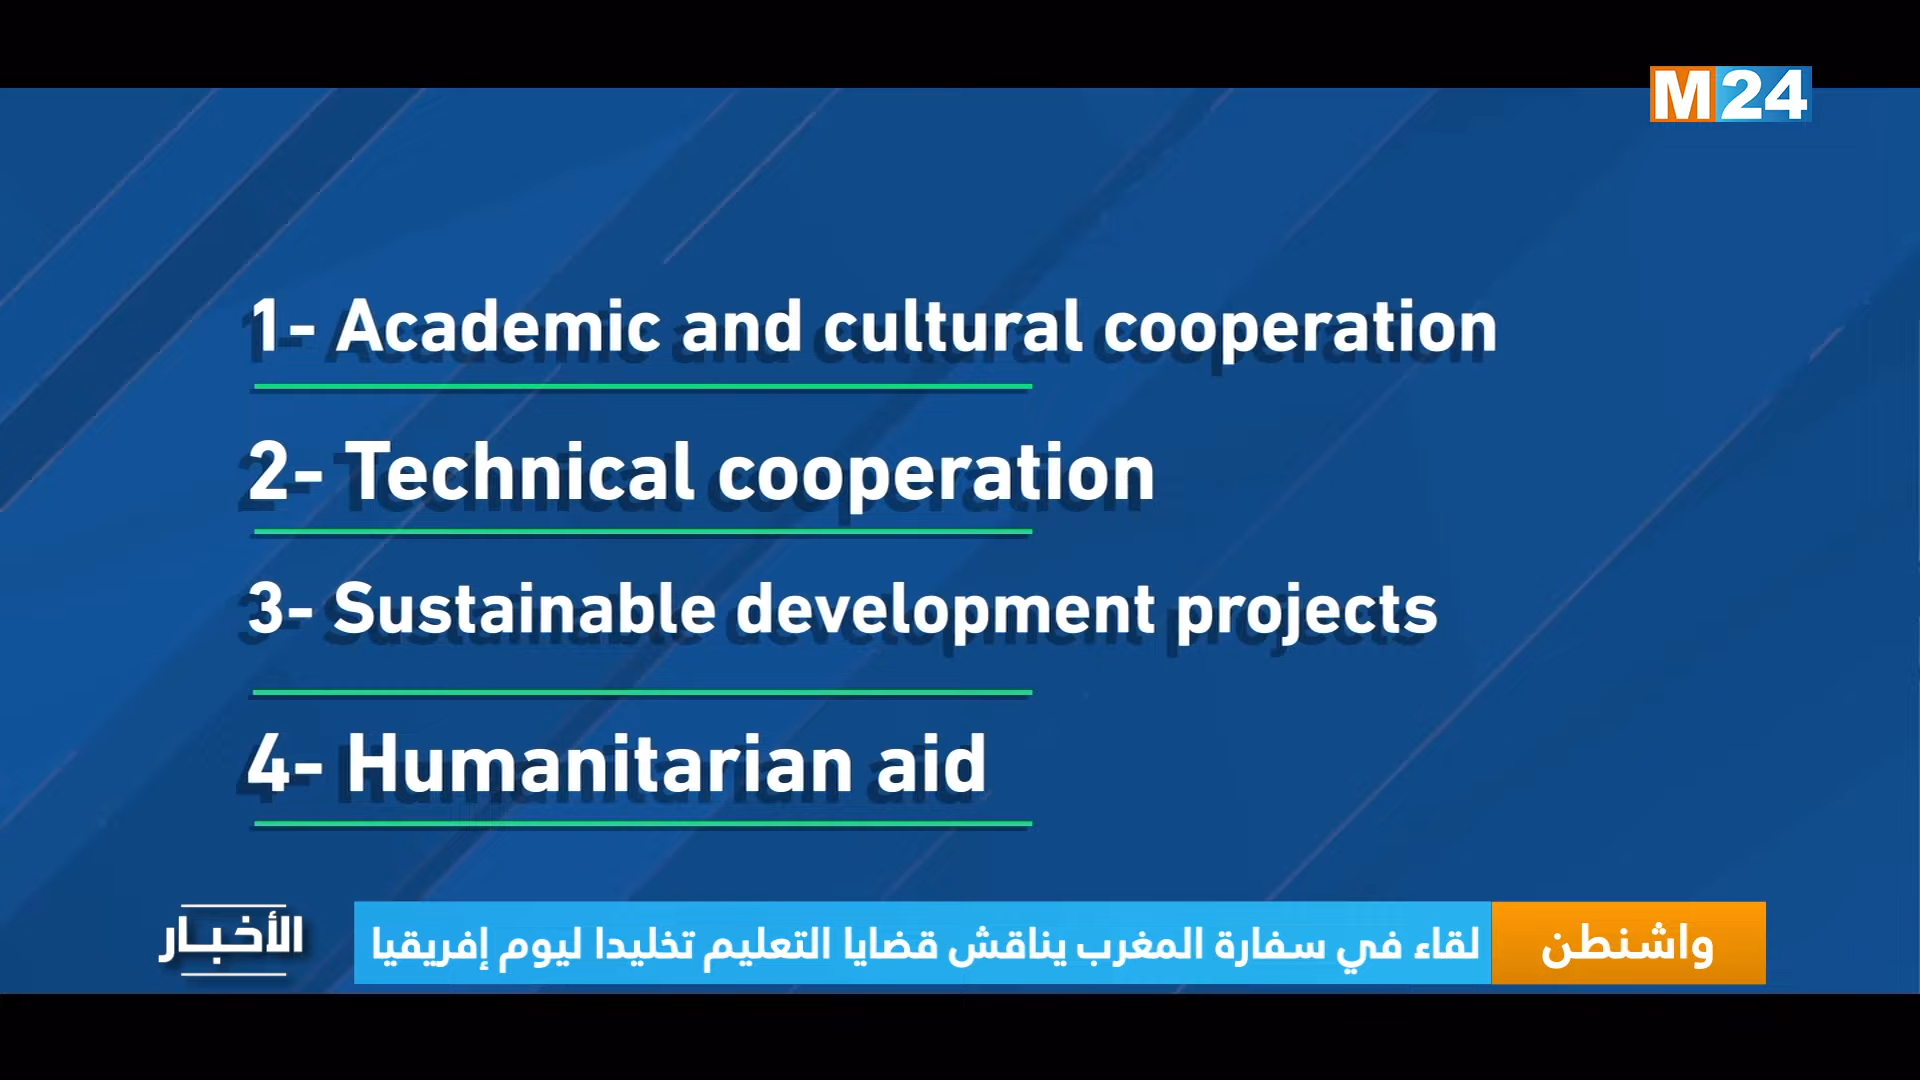 M24
1- Academic and cultural cooperation
2- Technical cooperation
3- Sustainable development projects
4- Humanitarian aid
واشنطن
لقاء في سفارة المغرب يناقش قضايا التعليم تخليدا ليوم إفريقيا
الأخبار